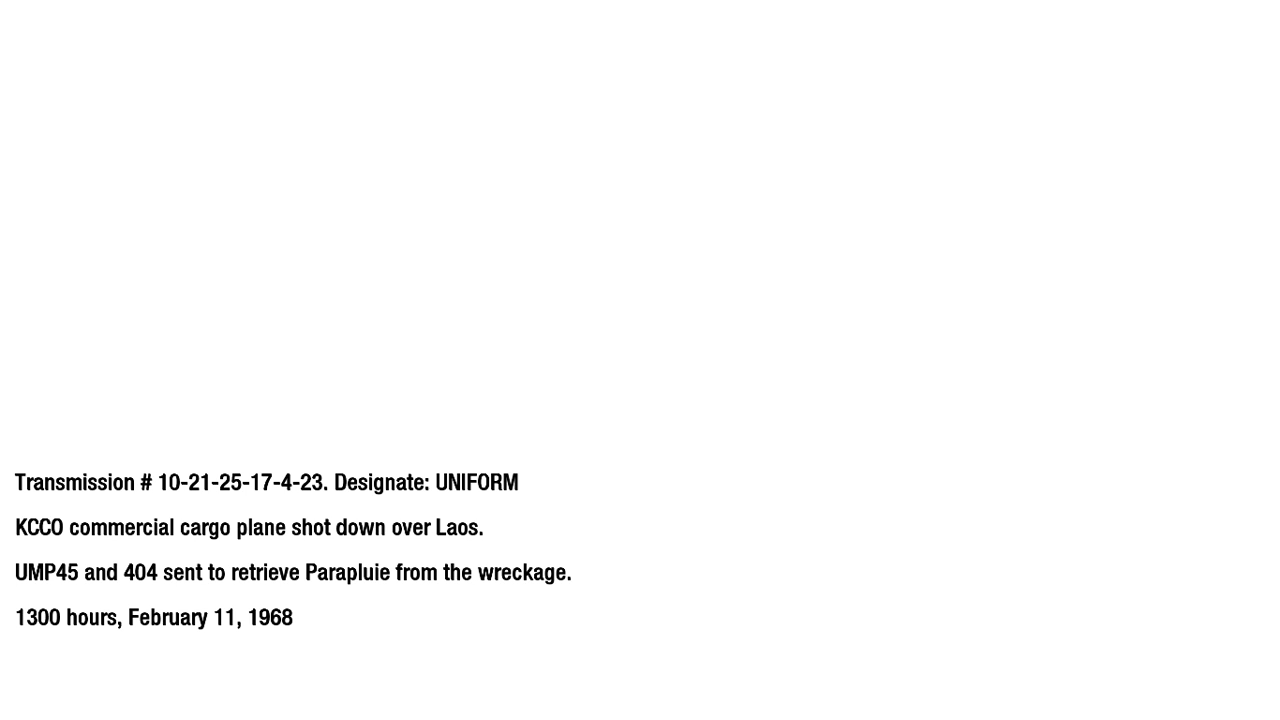 Transmission # 10-21-25-17-4-23. Designate: UNIFORM
KCCO commercial cargo plane shot down over Laos.
UMP45 and 404 sent to retrieve Parapluie from the wreckage.
1300 hours, February 11, 1968